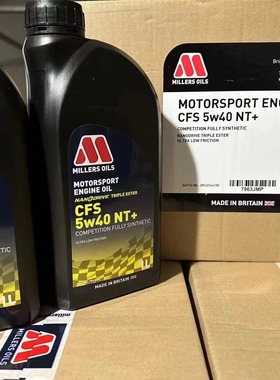 MILLERS OILS
MOTORSPORT
ENGINE OIL
NANODRIVE TRIPLE ESTER
CFS
5w40 NT+
COMPETITION FULLY SYNTHETIC
ULTRA LOW FRICTION
MADE IN BRITAIN
1L
MILLERS OILS
Dri
MOTORSPORT ENG
CFS 5w40 NT+
COMPETITION FULLY SYNTHETIC
NANODRIVE TRIPLE ESTER
ULTRA LOW FRICTION
7963JMP
MADE IN BRITAIN
MILLERS OILS